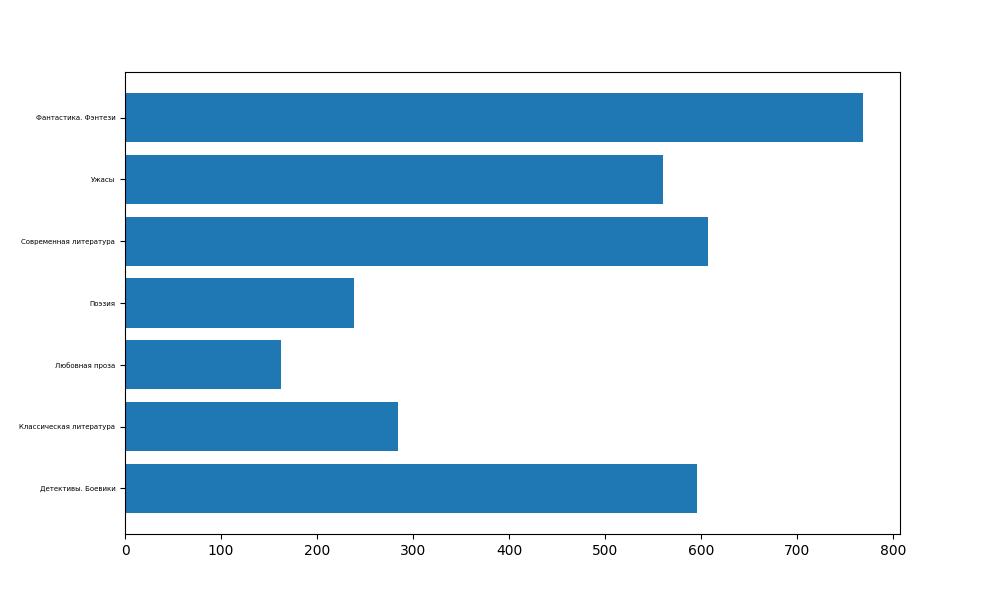 Фантастика. Фэнтези
Ужасы
Современная литература
Поэзия
Любовная проза
Классическая литература
Детективы. Боевики
0 100 200 300 400 500 600 700 800